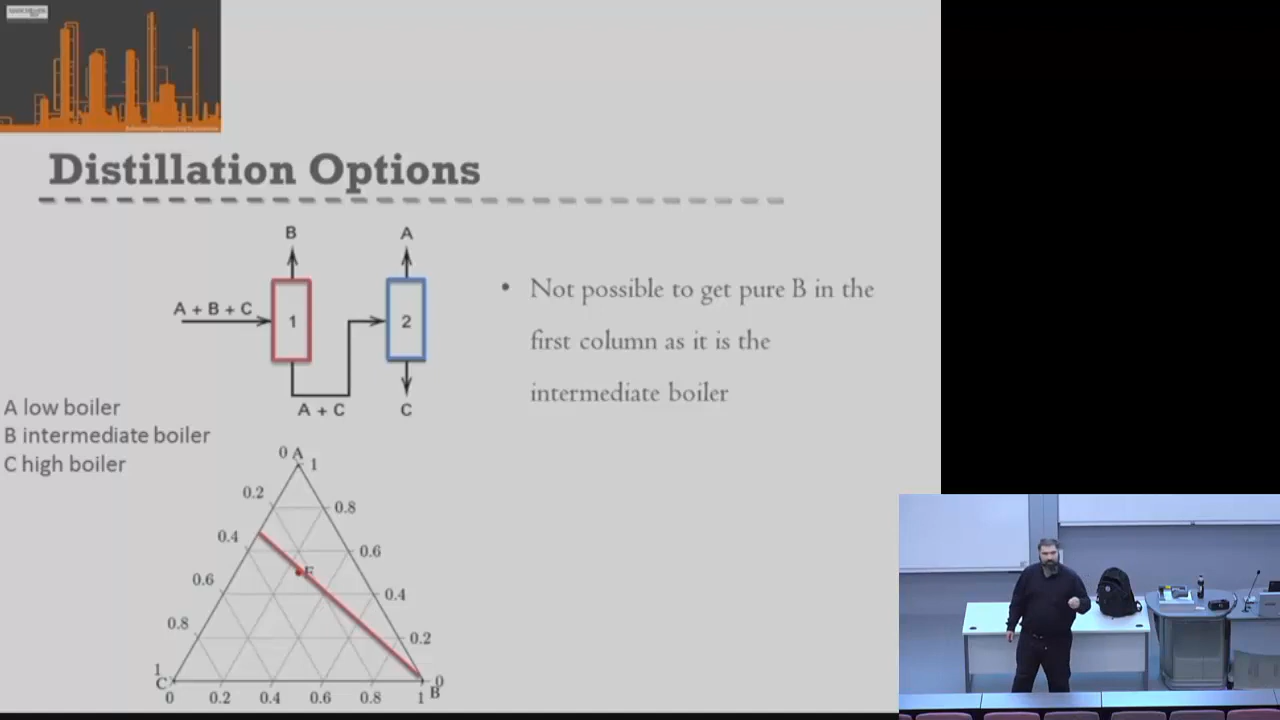 Distillation Options
B
A
A + B + C
1
2
A + C
C
• Not possible to get pure B in the
first column as it is the
intermediate boiler
A low boiler
B intermediate boiler
C high boiler
0 A
1
0.2
0.8
0.4
0.6
F
0.6
0.4
0.8
0.2
1
0
C
B
0
0.2
0.4
0.6
0.8
1